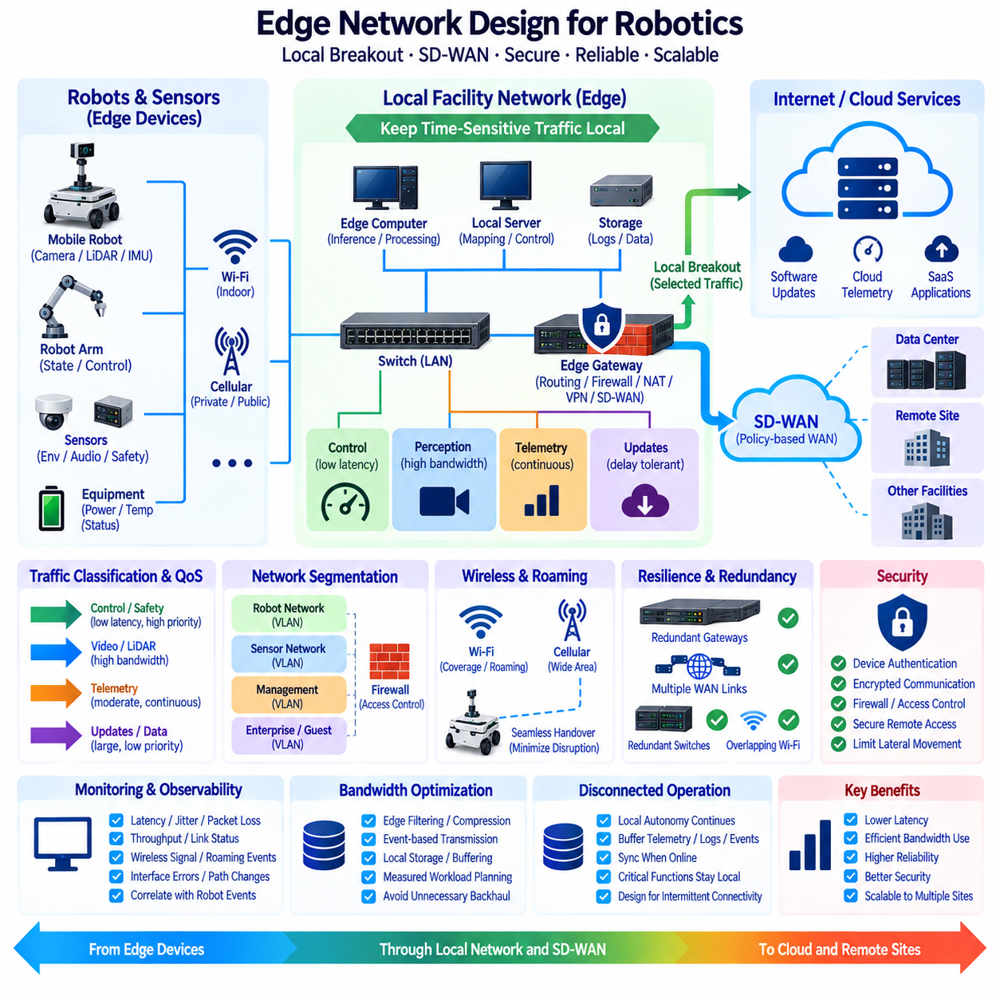 Edge Network Design for Robotics
Local Breakout · SD-WAN · Secure · Reliable · Scalable
Robots & Sensors
(Edge Devices)
Mobile Robot
(Camera / LiDAR / IMU)
Robot Arm
(State / Control)
Sensors
(Env / Audio / Safety)
Equipment
(Power / Temp
(Status)
Wi-Fi
(Indoor)
Cellular
(Private / Public)
Local Facility Network (Edge)
Keep Time-Sensitive Traffic Local
Edge Computer
(Inference / Processing)
Local Server
(Mapping / Control)
Storage
(Logs / Data)
Local Breakout
(Selected Traffic)
Switch (LAN)
Edge Gateway
(Routing / Firewall / NAT /
VPN / SD-WAN)
Control
(low latency)
Perception
(high bandwidth)
Telemetry
(continuous)
Updates
(delay tolerant)
Internet / Cloud Services
Software
Updates
Cloud
Telemetry
SaaS
Applications
SD-WAN
(Policy-based WAN)
Data Center
Remote Site
Other Facilities
Traffic Classification & QoS
Control / Safety
(low latency, high priority)
Video / LiDAR
(high bandwidth)
Telemetry
(moderate, continuous)
Updates / Data
(large, low priority)
Network Segmentation
Robot Network
(VLAN)
Sensor Network
(VLAN)
Management
(VLAN)
Enterprise / Guest
(VLAN)
Firewall
(Access Control)
Wireless & Roaming
Wi-Fi
(Coverage / Roaming)
Cellular
(Wide Area)
Seamless Handover
(Minimize Disruption)
Resilience & Redundancy
Redundant Gateways
Multiple WAN Links
Redundant Switches
Overlapping Wi-Fi
Security
Device Authentication
Encrypted Communication
Firewall / Access Control
Secure Remote Access
Limit Lateral Movement
Monitoring & Observability
Latency / Jitter / Packet Loss
Throughput / Link Status
Wireless Signal / Roaming Events
Interface Errors / Path Changes
Correlate with Robot Events
Bandwidth Optimization
Edge Filtering / Compression
Event-based Transmission
Local Storage / Buffering
Measured Workload Planning
Avoid Unnecessary Backhaul
Disconnected Operation
Local Autonomy Continues
Buffer Telemetry / Logs / Events
Sync When Online
Critical Functions Stay Local
Design for Intermittent Connectivity
Key Benefits
Lower Latency
Efficient Bandwidth Use
Higher Reliability
Better Security
Scalable to Multiple Sites
From Edge Devices
Through Local Network and SD-WAN
To Cloud and Remote Sites